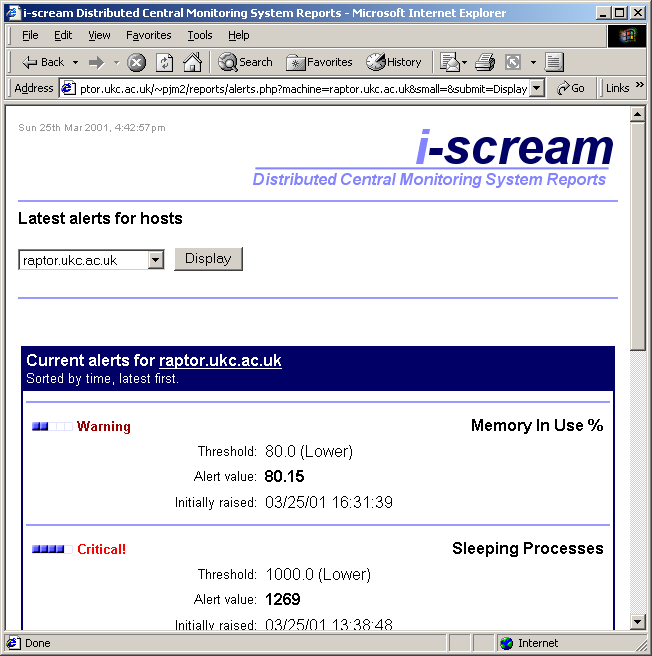 i-scream Distributed Central Monitoring System Reports - Microsoft Internet Explorer
File Edit View Favorites Tools Help
Back Search Favorites History
Address ptor.ukc.ac.uk/~pjm2/reports/alerts.php?machine=raptor.ukc.ac.uk&small=&submit=Display Go Links »
Sun 25th Mar 2001, 4:42:57pm
i-scream
Distributed Central Monitoring System Reports
Latest alerts for hosts
raptor.ukc.ac.uk Display
Current alerts for raptor.ukc.ac.uk
Sorted by time, latest first.
Warning Memory In Use %
Threshold: 80.0 (Lower)
Alert value: 80.15
Initially raised: 03/25/01 16:31:39
Critical! Sleeping Processes
Threshold: 1000.0 (Lower)
Alert value: 1269
Initially raised: 03/25/01 13:38:48
Done Internet